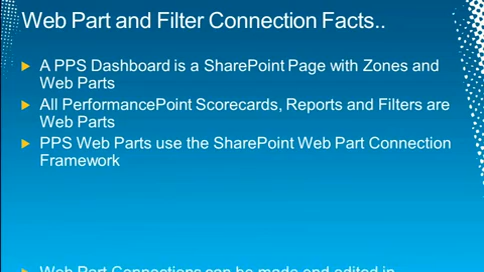 Web Part and Filter Connection Facts..
A PPS Dashboard is a SharePoint Page with Zones and
Web Parts
All PerformancePoint Scorecards, Reports and Filters are
Web Parts
PPS Web Parts use the SharePoint Web Part Connection
Framework
Web Part Connections can be made and edited in